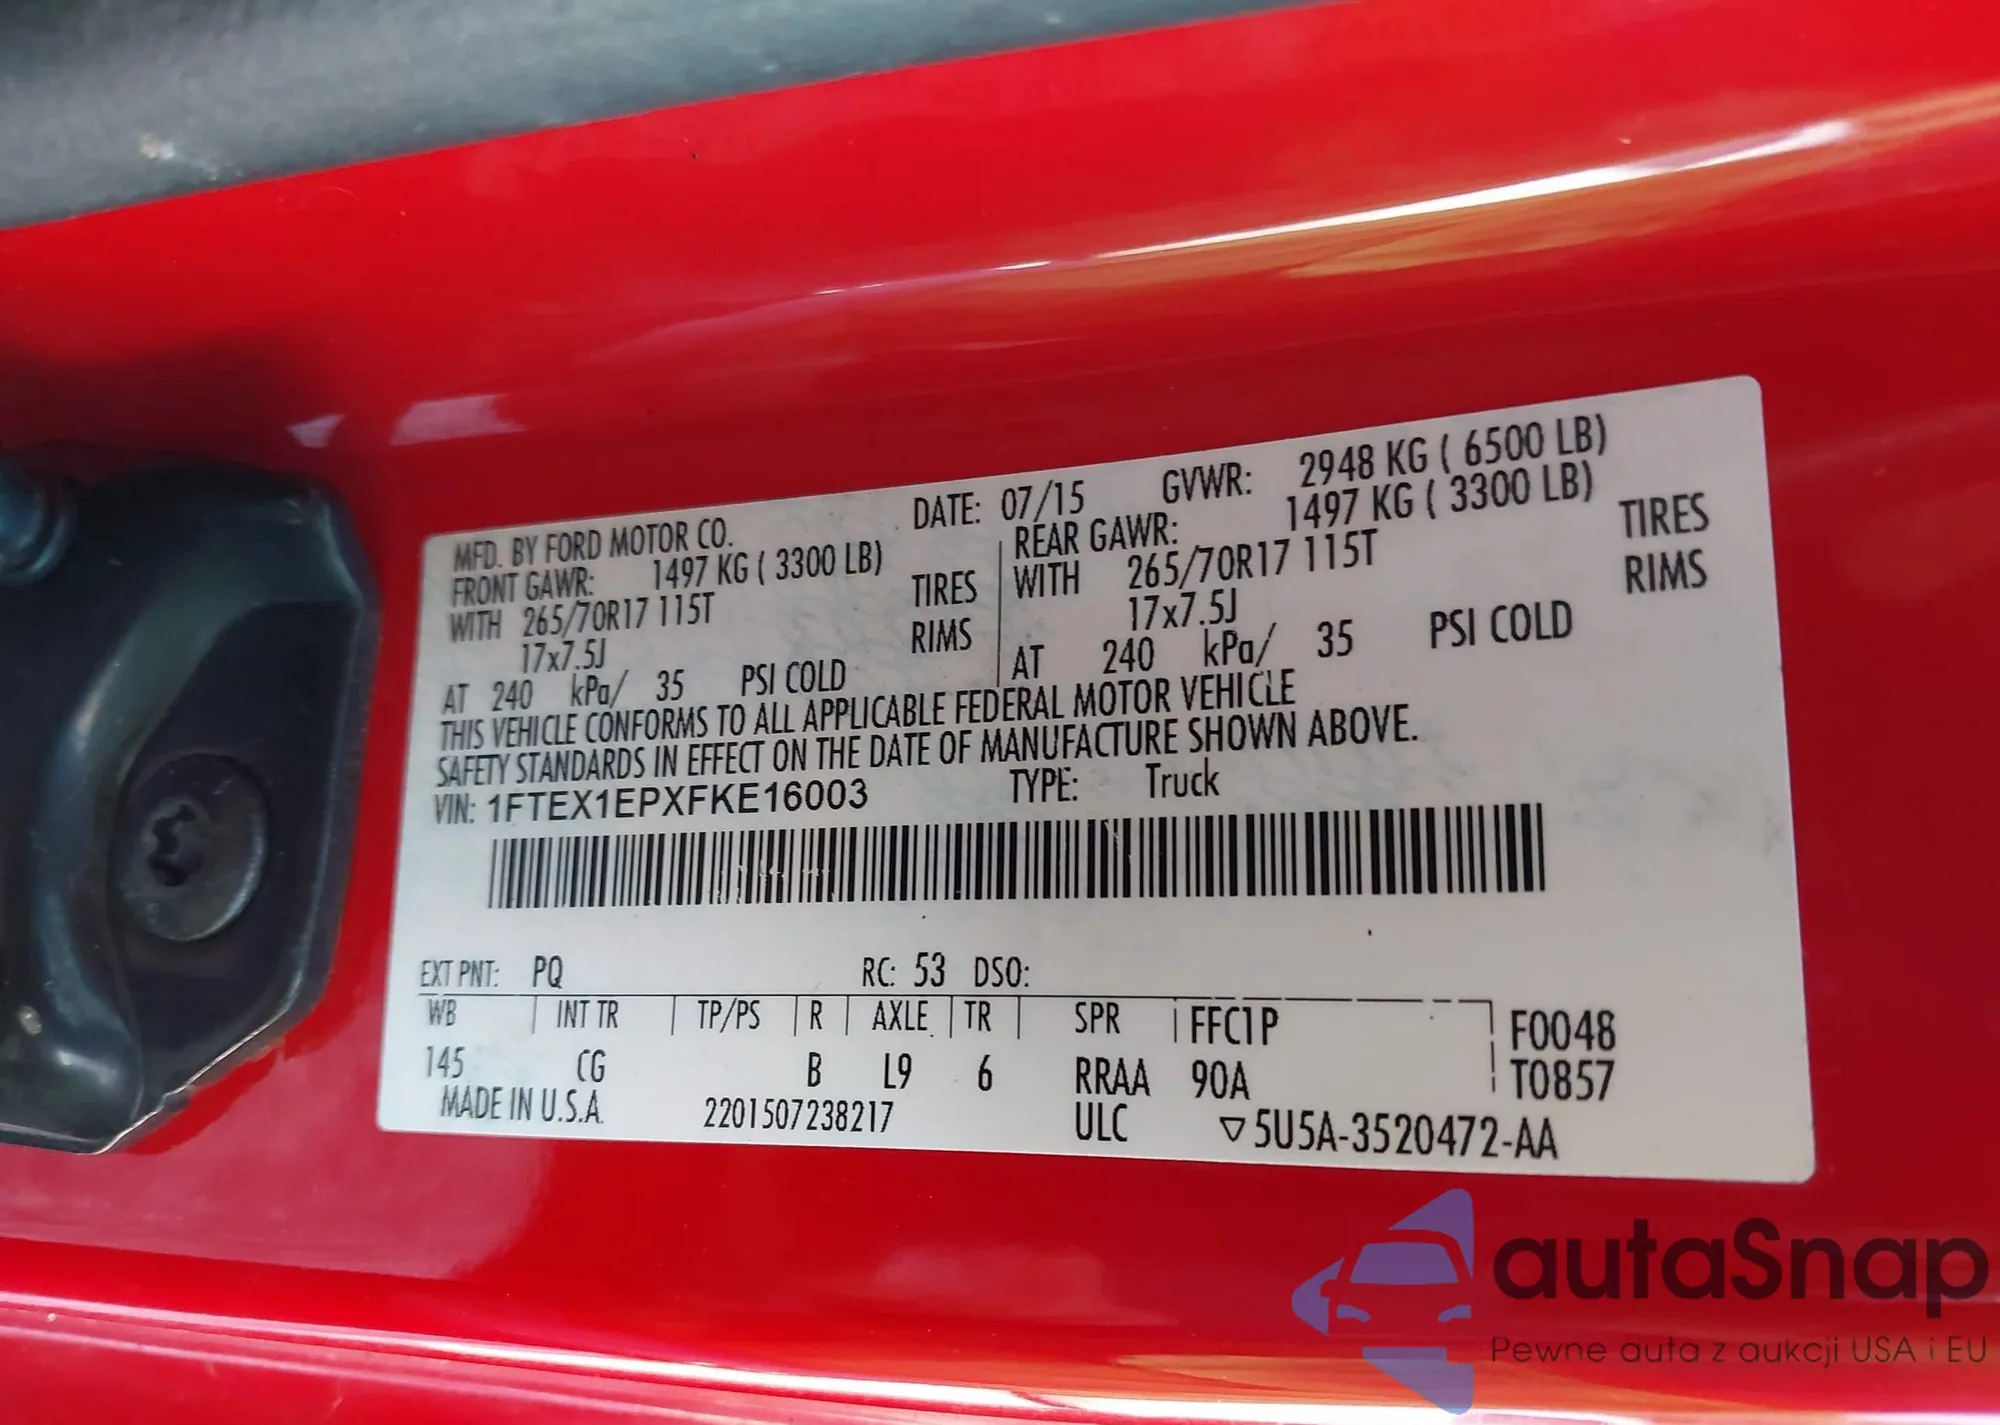 MFD. BY FORD MOTOR CO. DATE: 07/15 GVWR: 2948 KG ( 6500 LB)
FRONT GAWR: 1497 KG ( 3300 LB) REAR GAWR: 1497 KG ( 3300 LB)
WITH 265/70R17 115T TIRES WITH 265/70R17 115T TIRES
17x7.5J RIMS 17x7.5J RIMS
AT 240 kPa/ 35 PSI COLD AT 240 kPa/ 35 PSI COLD
THIS VEHICLE CONFORMS TO ALL APPLICABLE FEDERAL MOTOR VEHICLE
SAFETY STANDARDS IN EFFECT ON THE DATE OF MANUFACTURE SHOWN ABOVE.
VIN: 1FTEX1EPXFKE16003 TYPE: Truck
EXT PNT: PQ RC: 53 DSO:
WB INT TR TP/PS R AXLE TR SPR FFC1P F0048
145 CG B L9 6 RRAA 90A T0857
MADE IN U.S.A. 2201507238217 ULC ▽5U5A-3520472-AA
autaSnap
Pewne auta z aukcji USA i EU